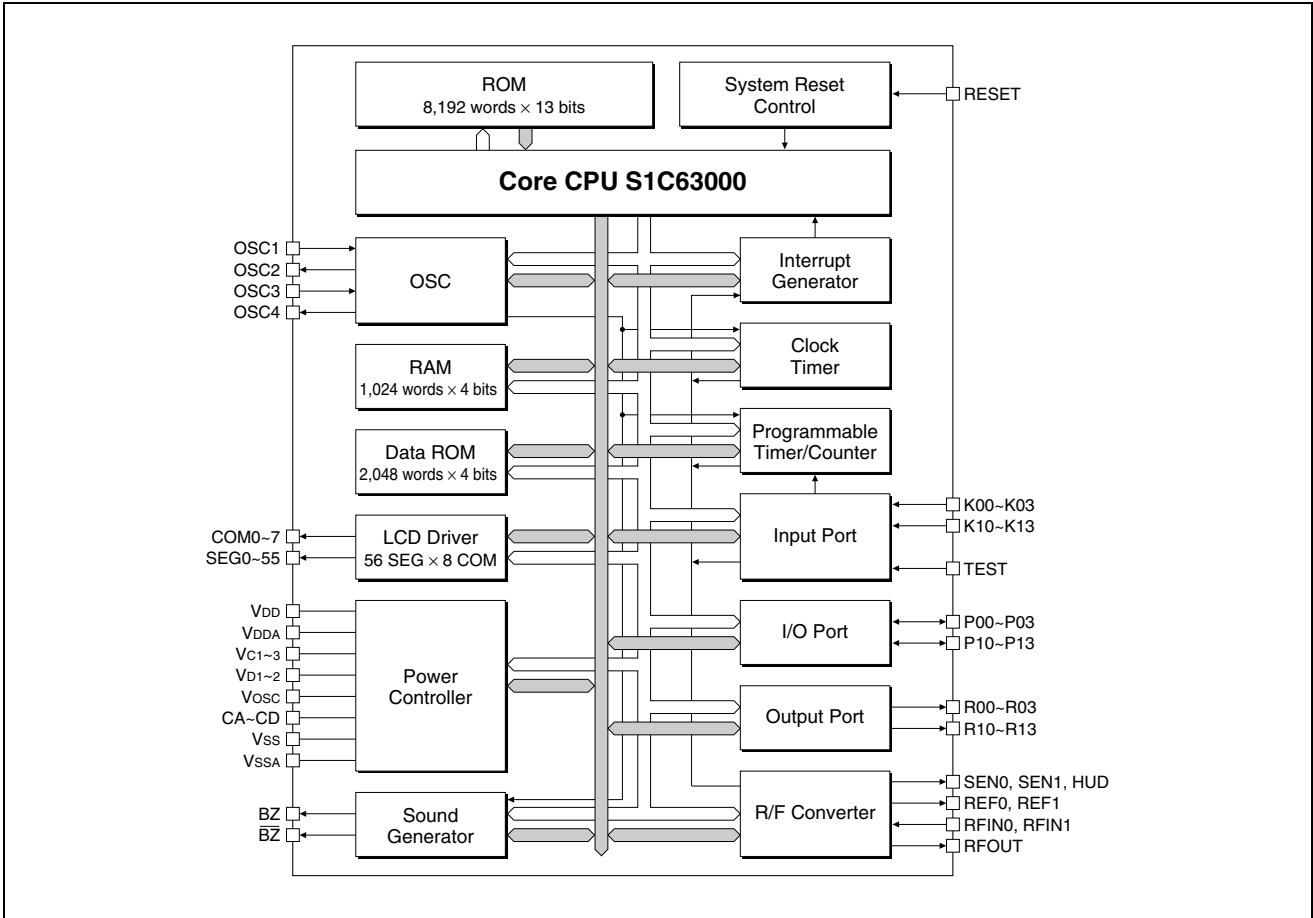 ROM
8,192 words × 13 bits
System Reset
Control
RESET
Core CPU S1C63000
OSC1
OSC2
OSC3
OSC4
OSC
Interrupt
Generator
Clock
Timer
RAM
1,024 words × 4 bits
Programmable
Timer/Counter
Data ROM
2,048 words × 4 bits
Input Port
K00~K03
K10~K13
TEST
COM0~7
SEG0~55
LCD Driver
56 SEG × 8 COM
I/O Port
P00~P03
P10~P13
VDD
VDDA
VC1~3
VD1~2
VOSC
CA~CD
VSS
VSSA
Power
Controller
Output Port
R00~R03
R10~R13
BZ
B̅Z̅
Sound
Generator
R/F Converter
SEN0, SEN1, HUD
REF0, REF1
RFIN0, RFIN1
RFOUT